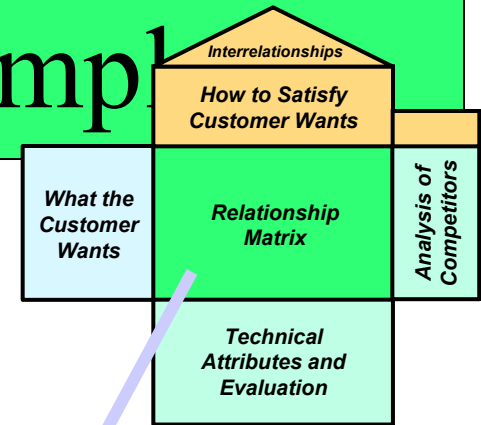 Interrelationships
How to Satisfy
Customer Wants
What the
Customer
Wants
Relationship
Matrix
Analysis of
Competitors
Technical
Attributes and
Evaluation